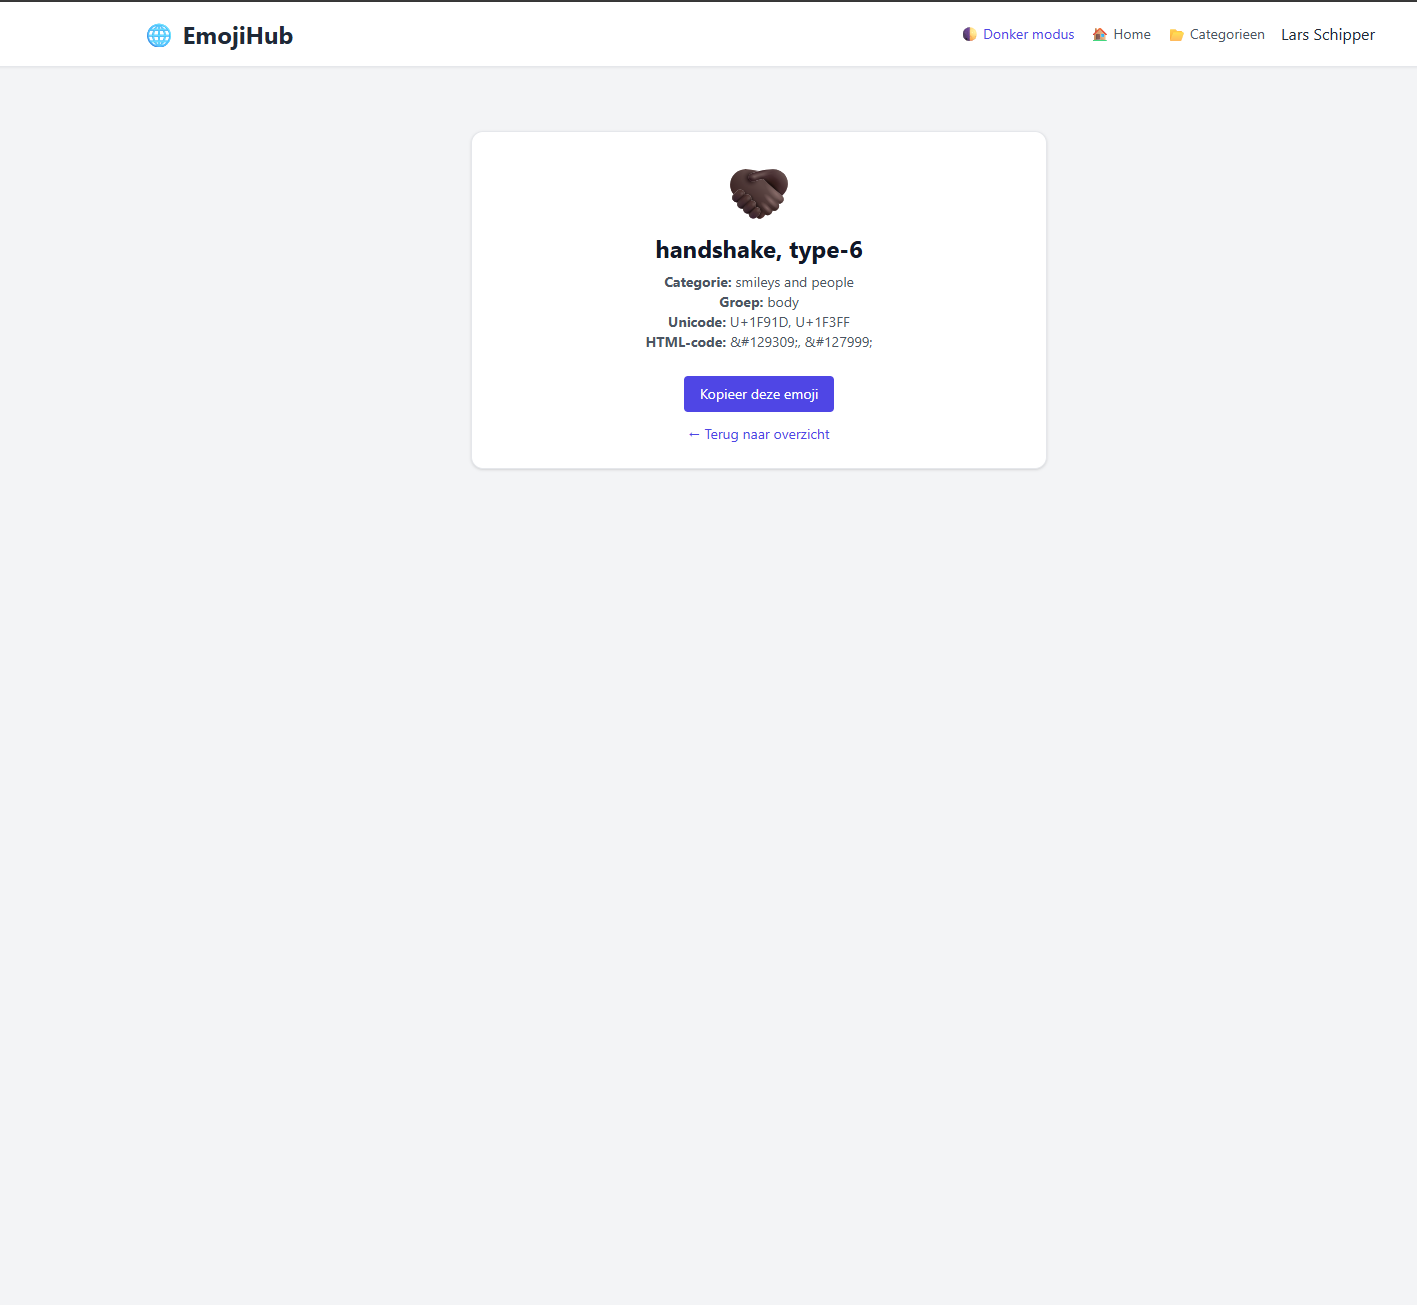 EmojiHub
Donker modus Home Categorieen Lars Schipper
handshake, type-6
Categorie: smileys and people
Groep: body
Unicode: U+1F91D, U+1F3FF
HTML-code: &#129309;, &#127999;
Kopieer deze emoji
← Terug naar overzicht